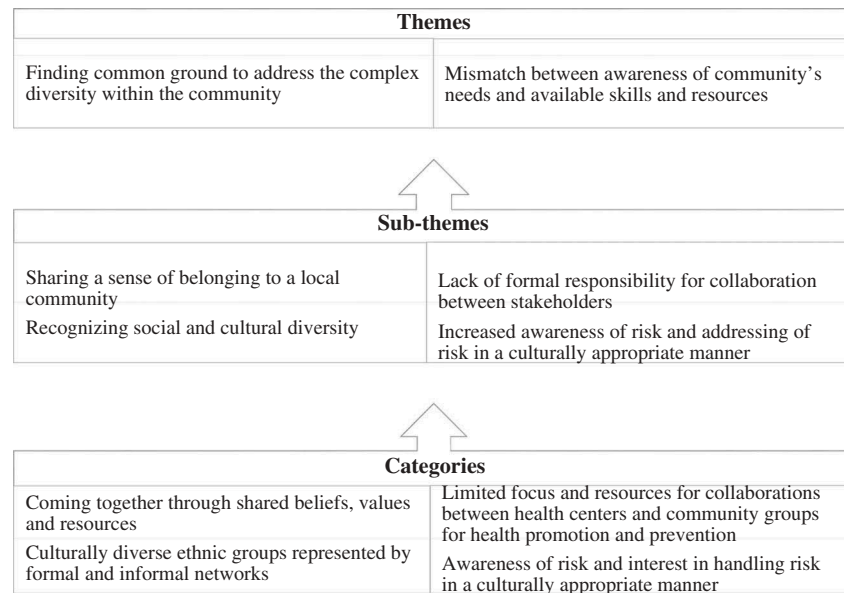 Themes
Finding common ground to address the complex
diversity within the community
Mismatch between awareness of community's
needs and available skills and resources
Sub-themes
Sharing a sense of belonging to a local
community
Recognizing social and cultural diversity
Lack of formal responsibility for collaboration
between stakeholders
Increased awareness of risk and addressing of
risk in a culturally appropriate manner
Categories
Coming together through shared beliefs, values
and resources
Culturally diverse ethnic groups represented by
formal and informal networks
Limited focus and resources for collaborations
between health centers and community groups
for health promotion and prevention
Awareness of risk and interest in handling risk
in a culturally appropriate manner